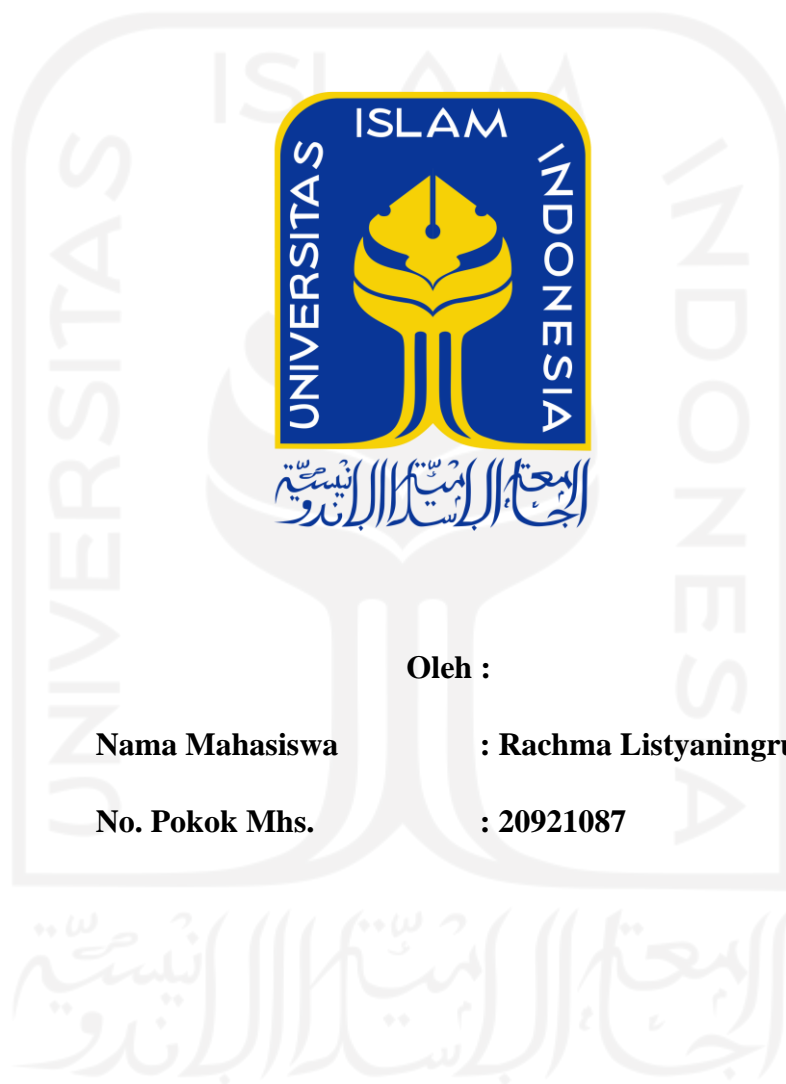 ISLAM
UNIVERSITAS
INDONESIA
الجامعة الإسلامية الإندونيسية
Oleh :
Nama Mahasiswa : Rachma Listyaningru
No. Pokok Mhs. : 20921087